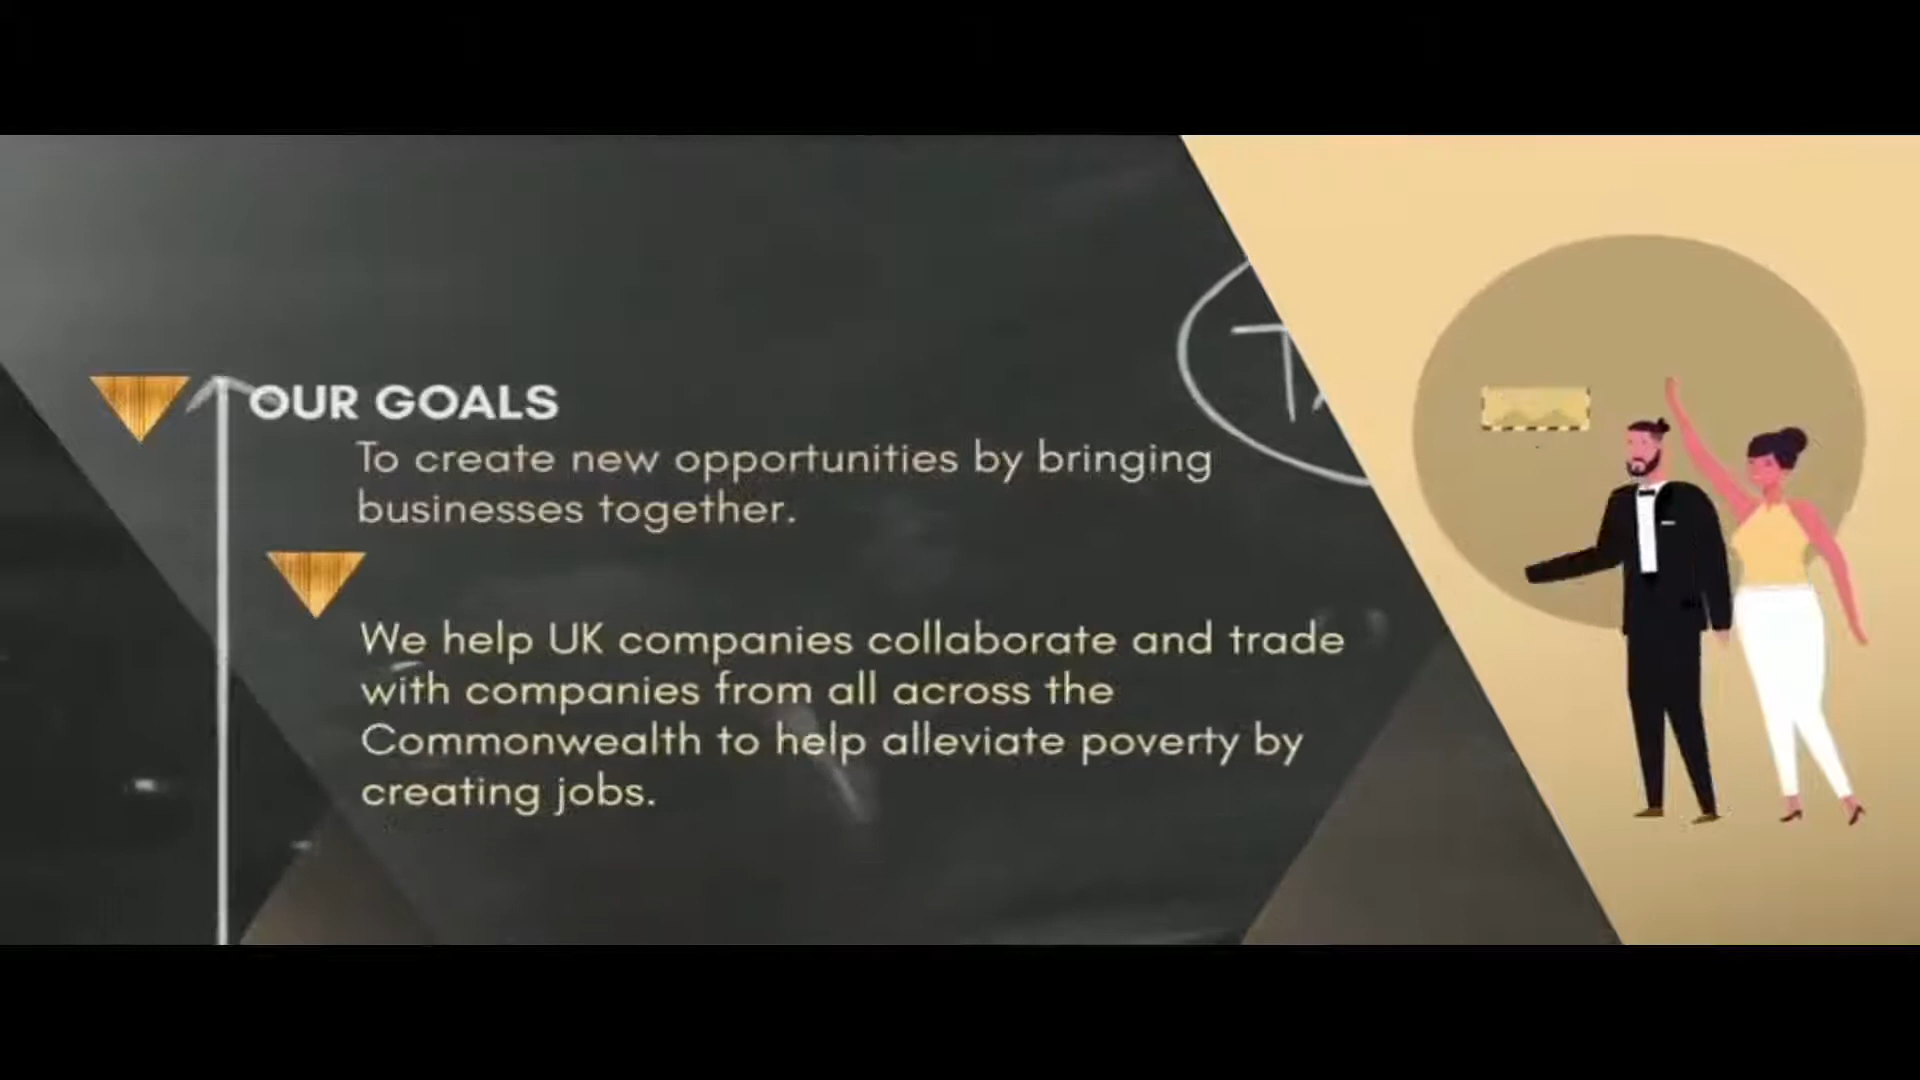 OUR GOALS
To create new opportunities by bringing
businesses together.
We help UK companies collaborate and trade
with companies from all across the
Commonwealth to help alleviate poverty by
creating jobs.